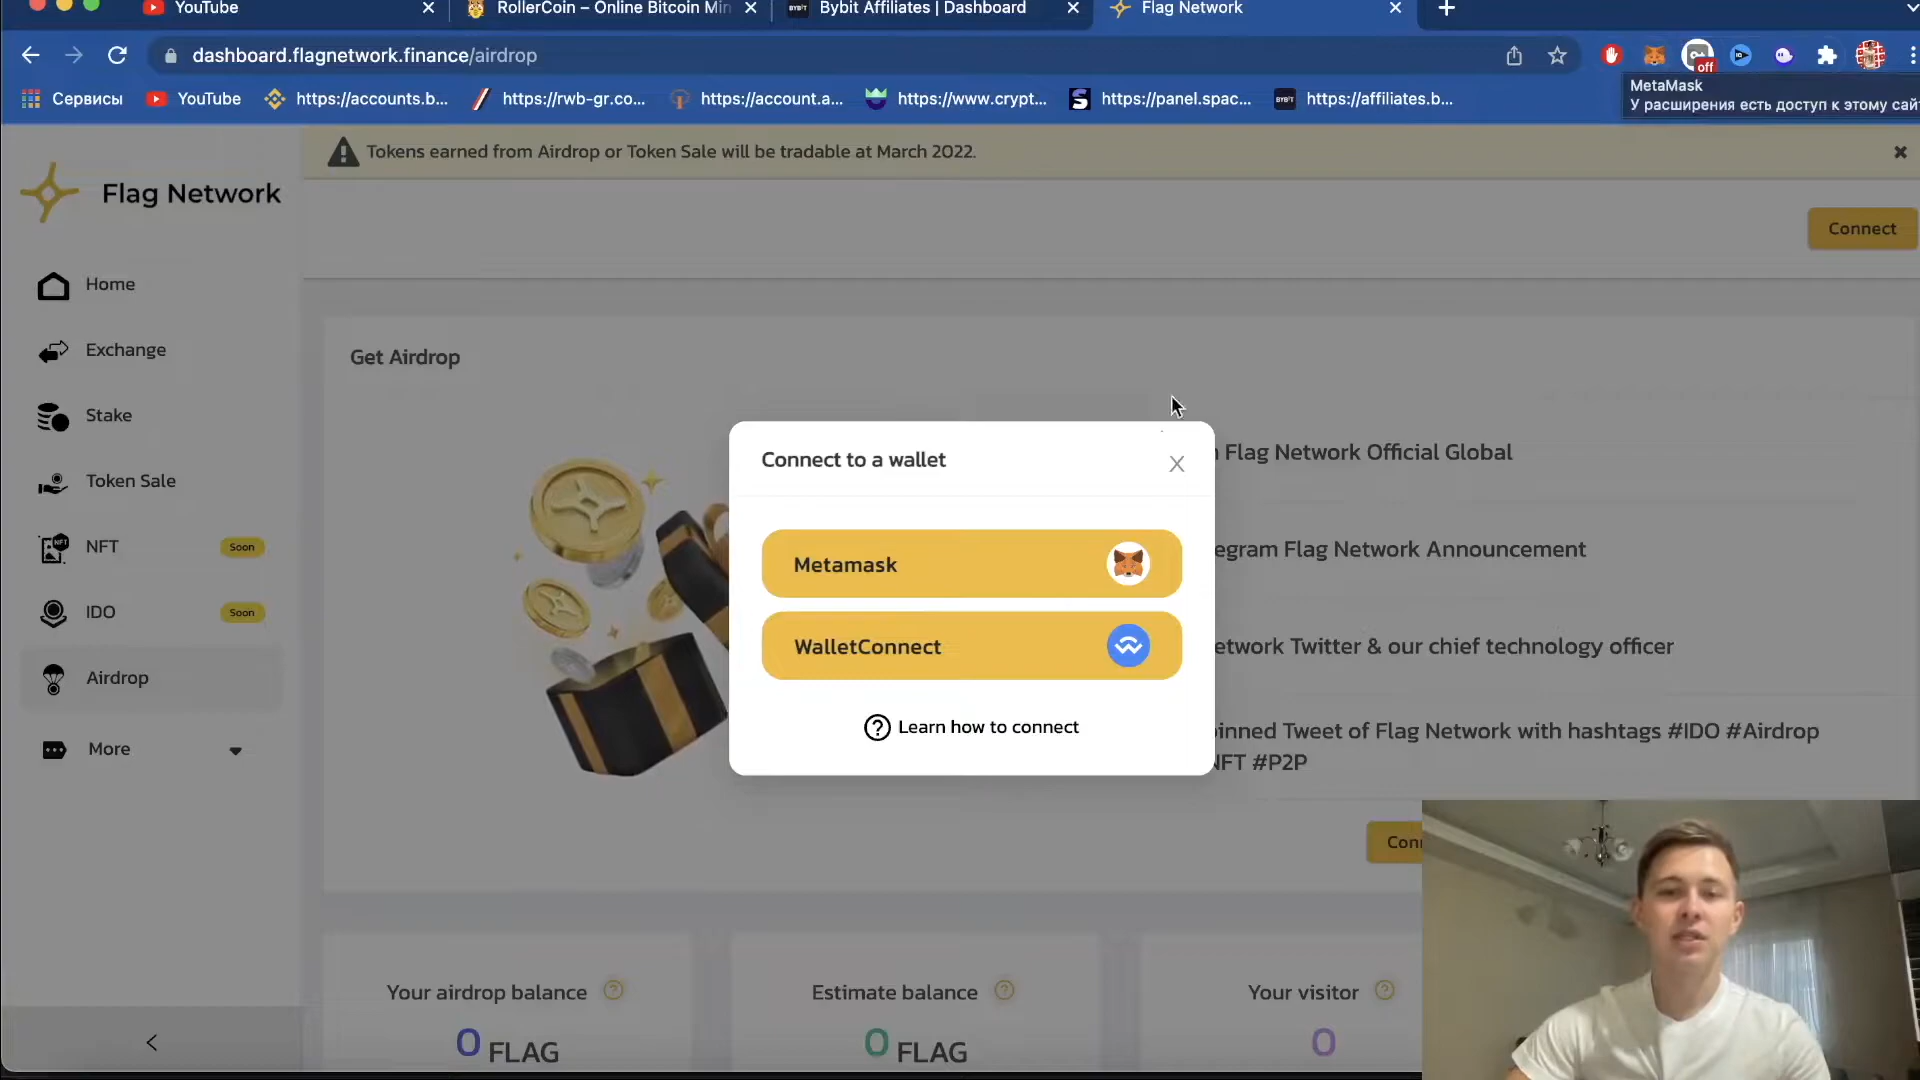 YouTube
RollerCoin – Online Bitcoin Min
Bybit Affiliates | Dashboard
Flag Network
dashboard.flagnetwork.finance/airdrop
off
Сервисы
YouTube
https://accounts.b...
https://rwb-gr.co...
https://account.a...
https://www.crypt...
https://panel.spac...
https://affiliates.b...
MetaMask
У расширения есть доступ к этому сай
Flag Network
Tokens earned from Airdrop or Token Sale will be tradable at March 2022.
Connect
Home
Exchange
Stake
Token Sale
NFT
Soon
IDO
Soon
Airdrop
More
Get Airdrop
Flag Network Official Global
egram Flag Network Announcement
etwork Twitter & our chief technology officer
inned Tweet of Flag Network with hashtags #IDO #Airdrop
NFT #P2P
Connect to a wallet
Metamask
WalletConnect
Learn how to connect
Con
Your airdrop balance
0 FLAG
Estimate balance
0 FLAG
Your visitor
0